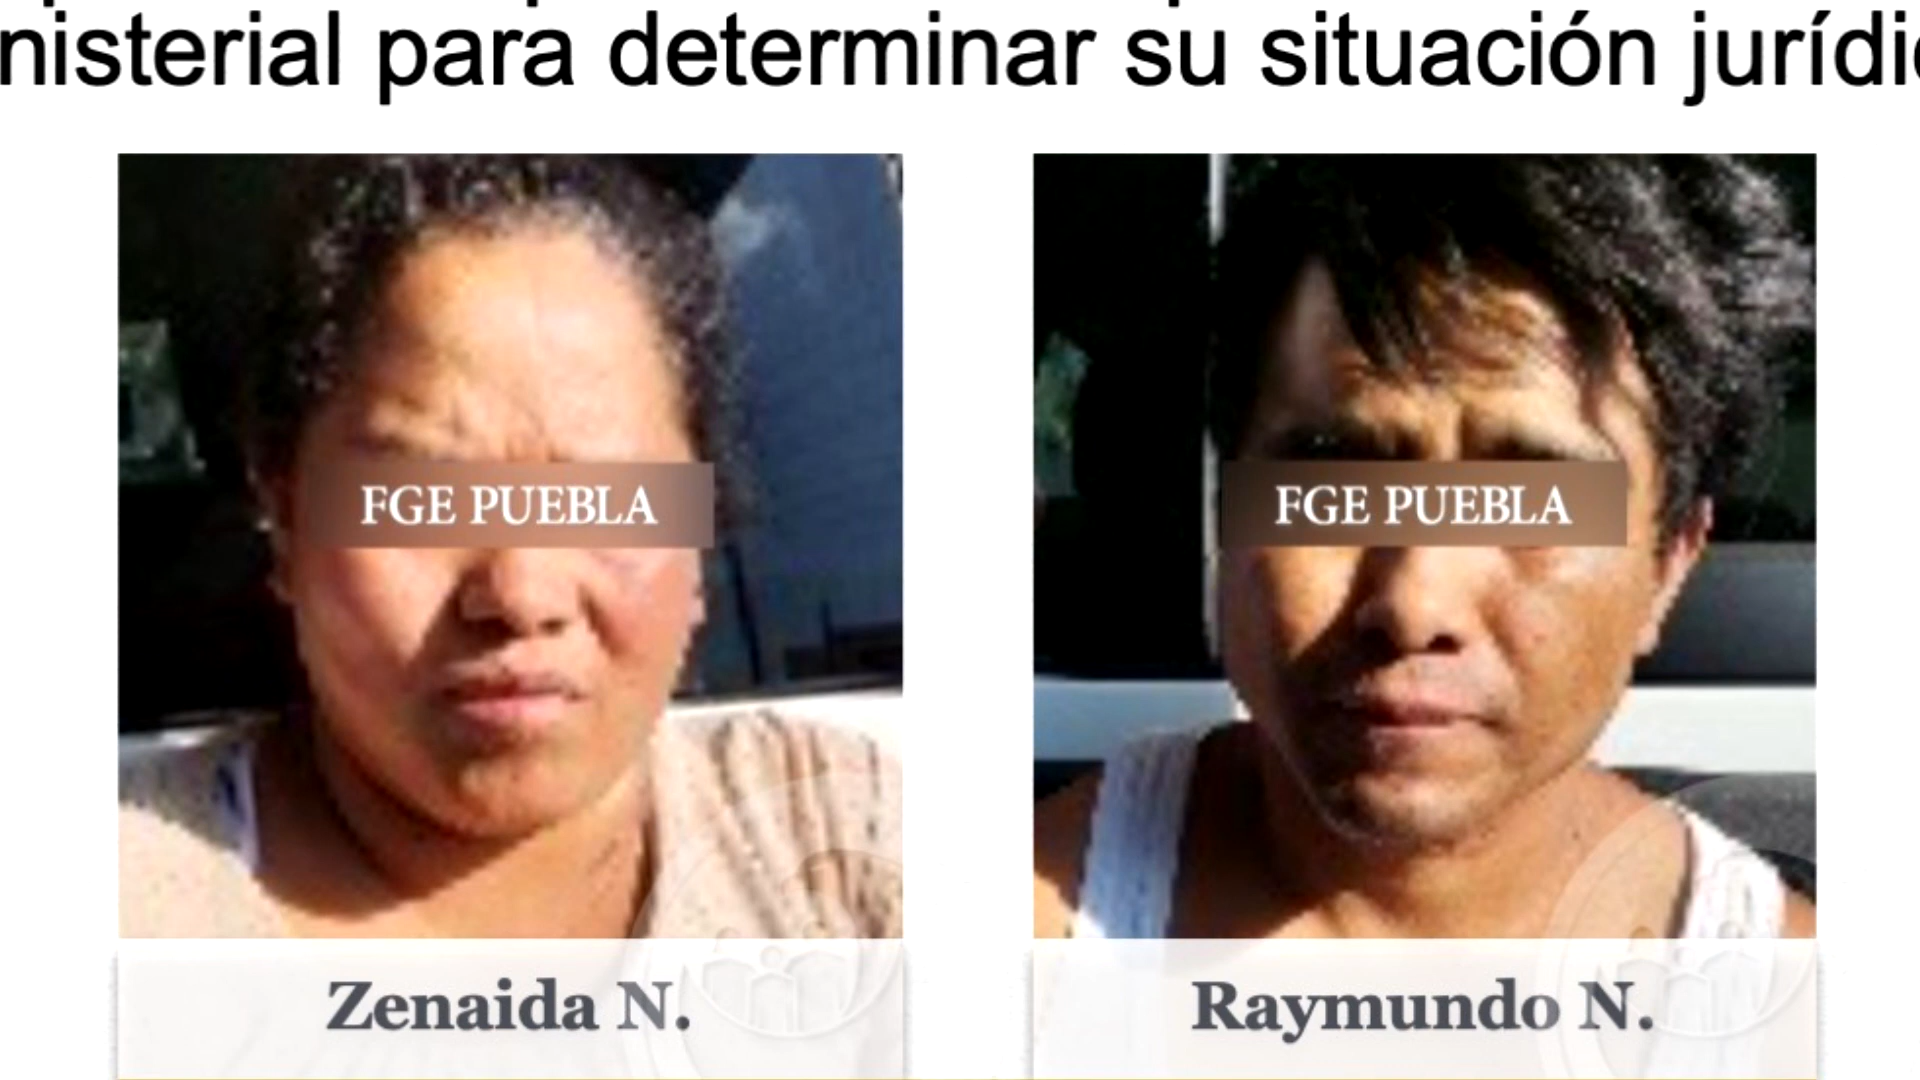 nisterial para determinar su situación jurídi
FGE PUEBLA
FGE PUEBLA
Zenaida N.
Raymundo N.